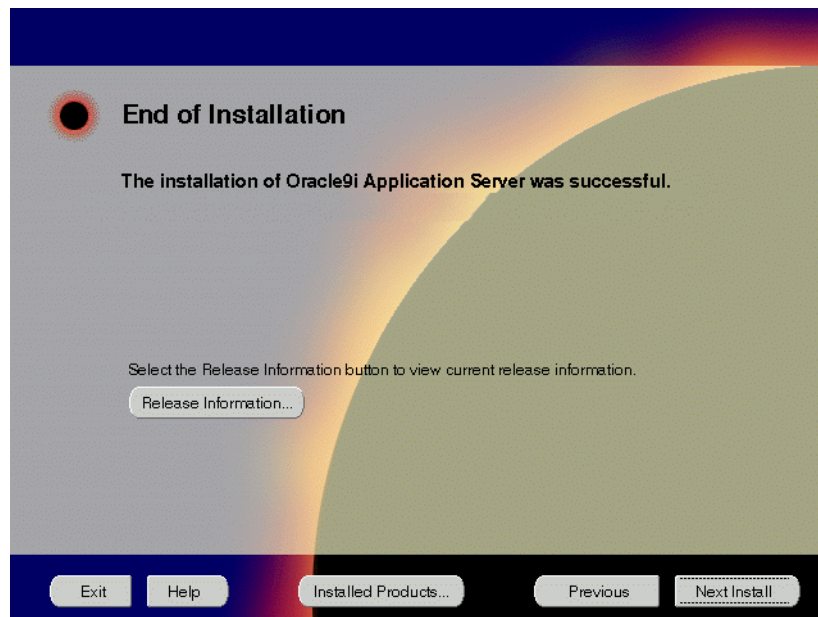 End of Installation
The installation of Oracle9i Application Server was successful.
Select the Release Information button to view current release information.
Release Information...
Exit
Help
Installed Products...
Previous
Next Install